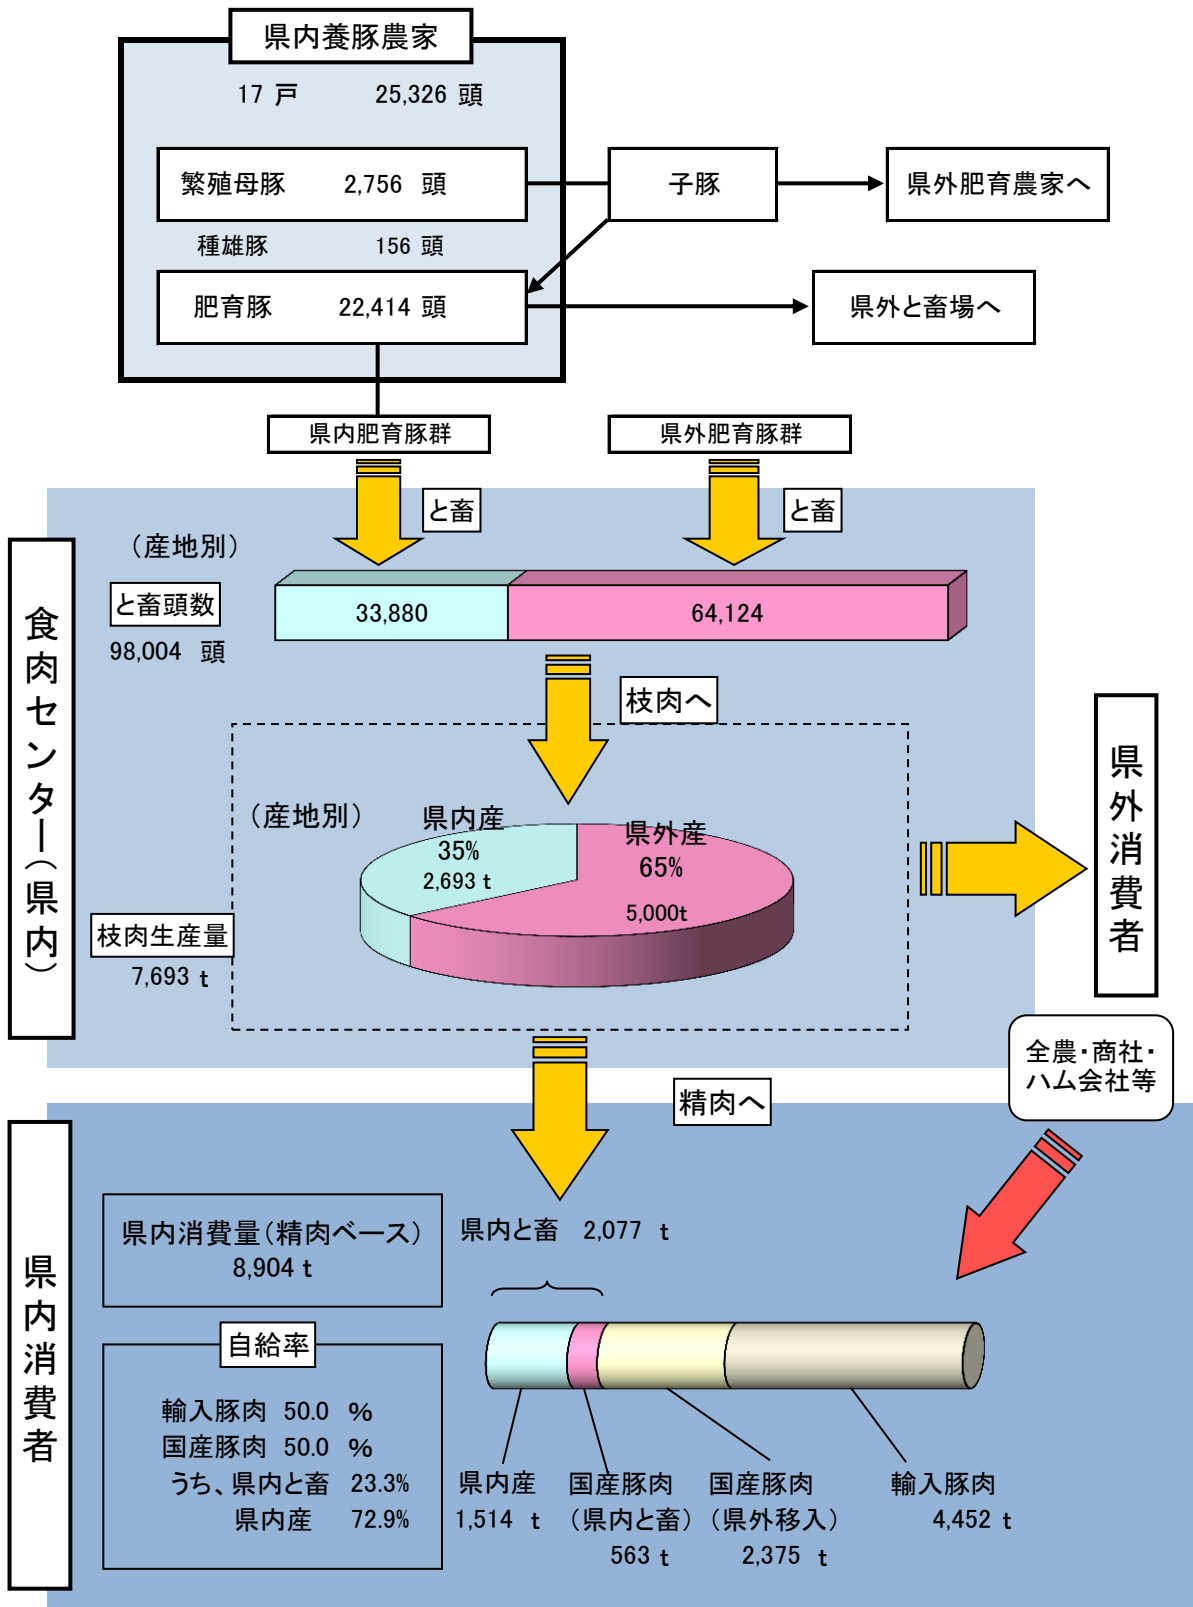 県内養豚農家
17 戸 25,326 頭
繁殖母豚 2,756 頭
子豚
県外肥育農家へ
種雄豚 156 頭
肥育豚 22,414 頭
県外と畜場へ
県内肥育豚群
県外肥育豚群
と畜
と畜
（産地別）
と畜頭数
98,004 頭
33,880
64,124
食肉センター（県内）
枝肉へ
（産地別）
県内産
35%
2,693 t
県外産
65%
5,000t
枝肉生産量
7,693 t
県外消費者
全農・商社・
ハム会社等
精肉へ
県内消費者
県内消費量（精肉ベース）
8,904 t
県内と畜 2,077 t
自給率
輸入豚肉 50.0 %
国産豚肉 50.0 %
うち、県内と畜 23.3%
県内産 72.9%
県内産
1,514 t
国産豚肉
（県内と畜）
563 t
国産豚肉
（県外移入）
2,375 t
輸入豚肉
4,452 t